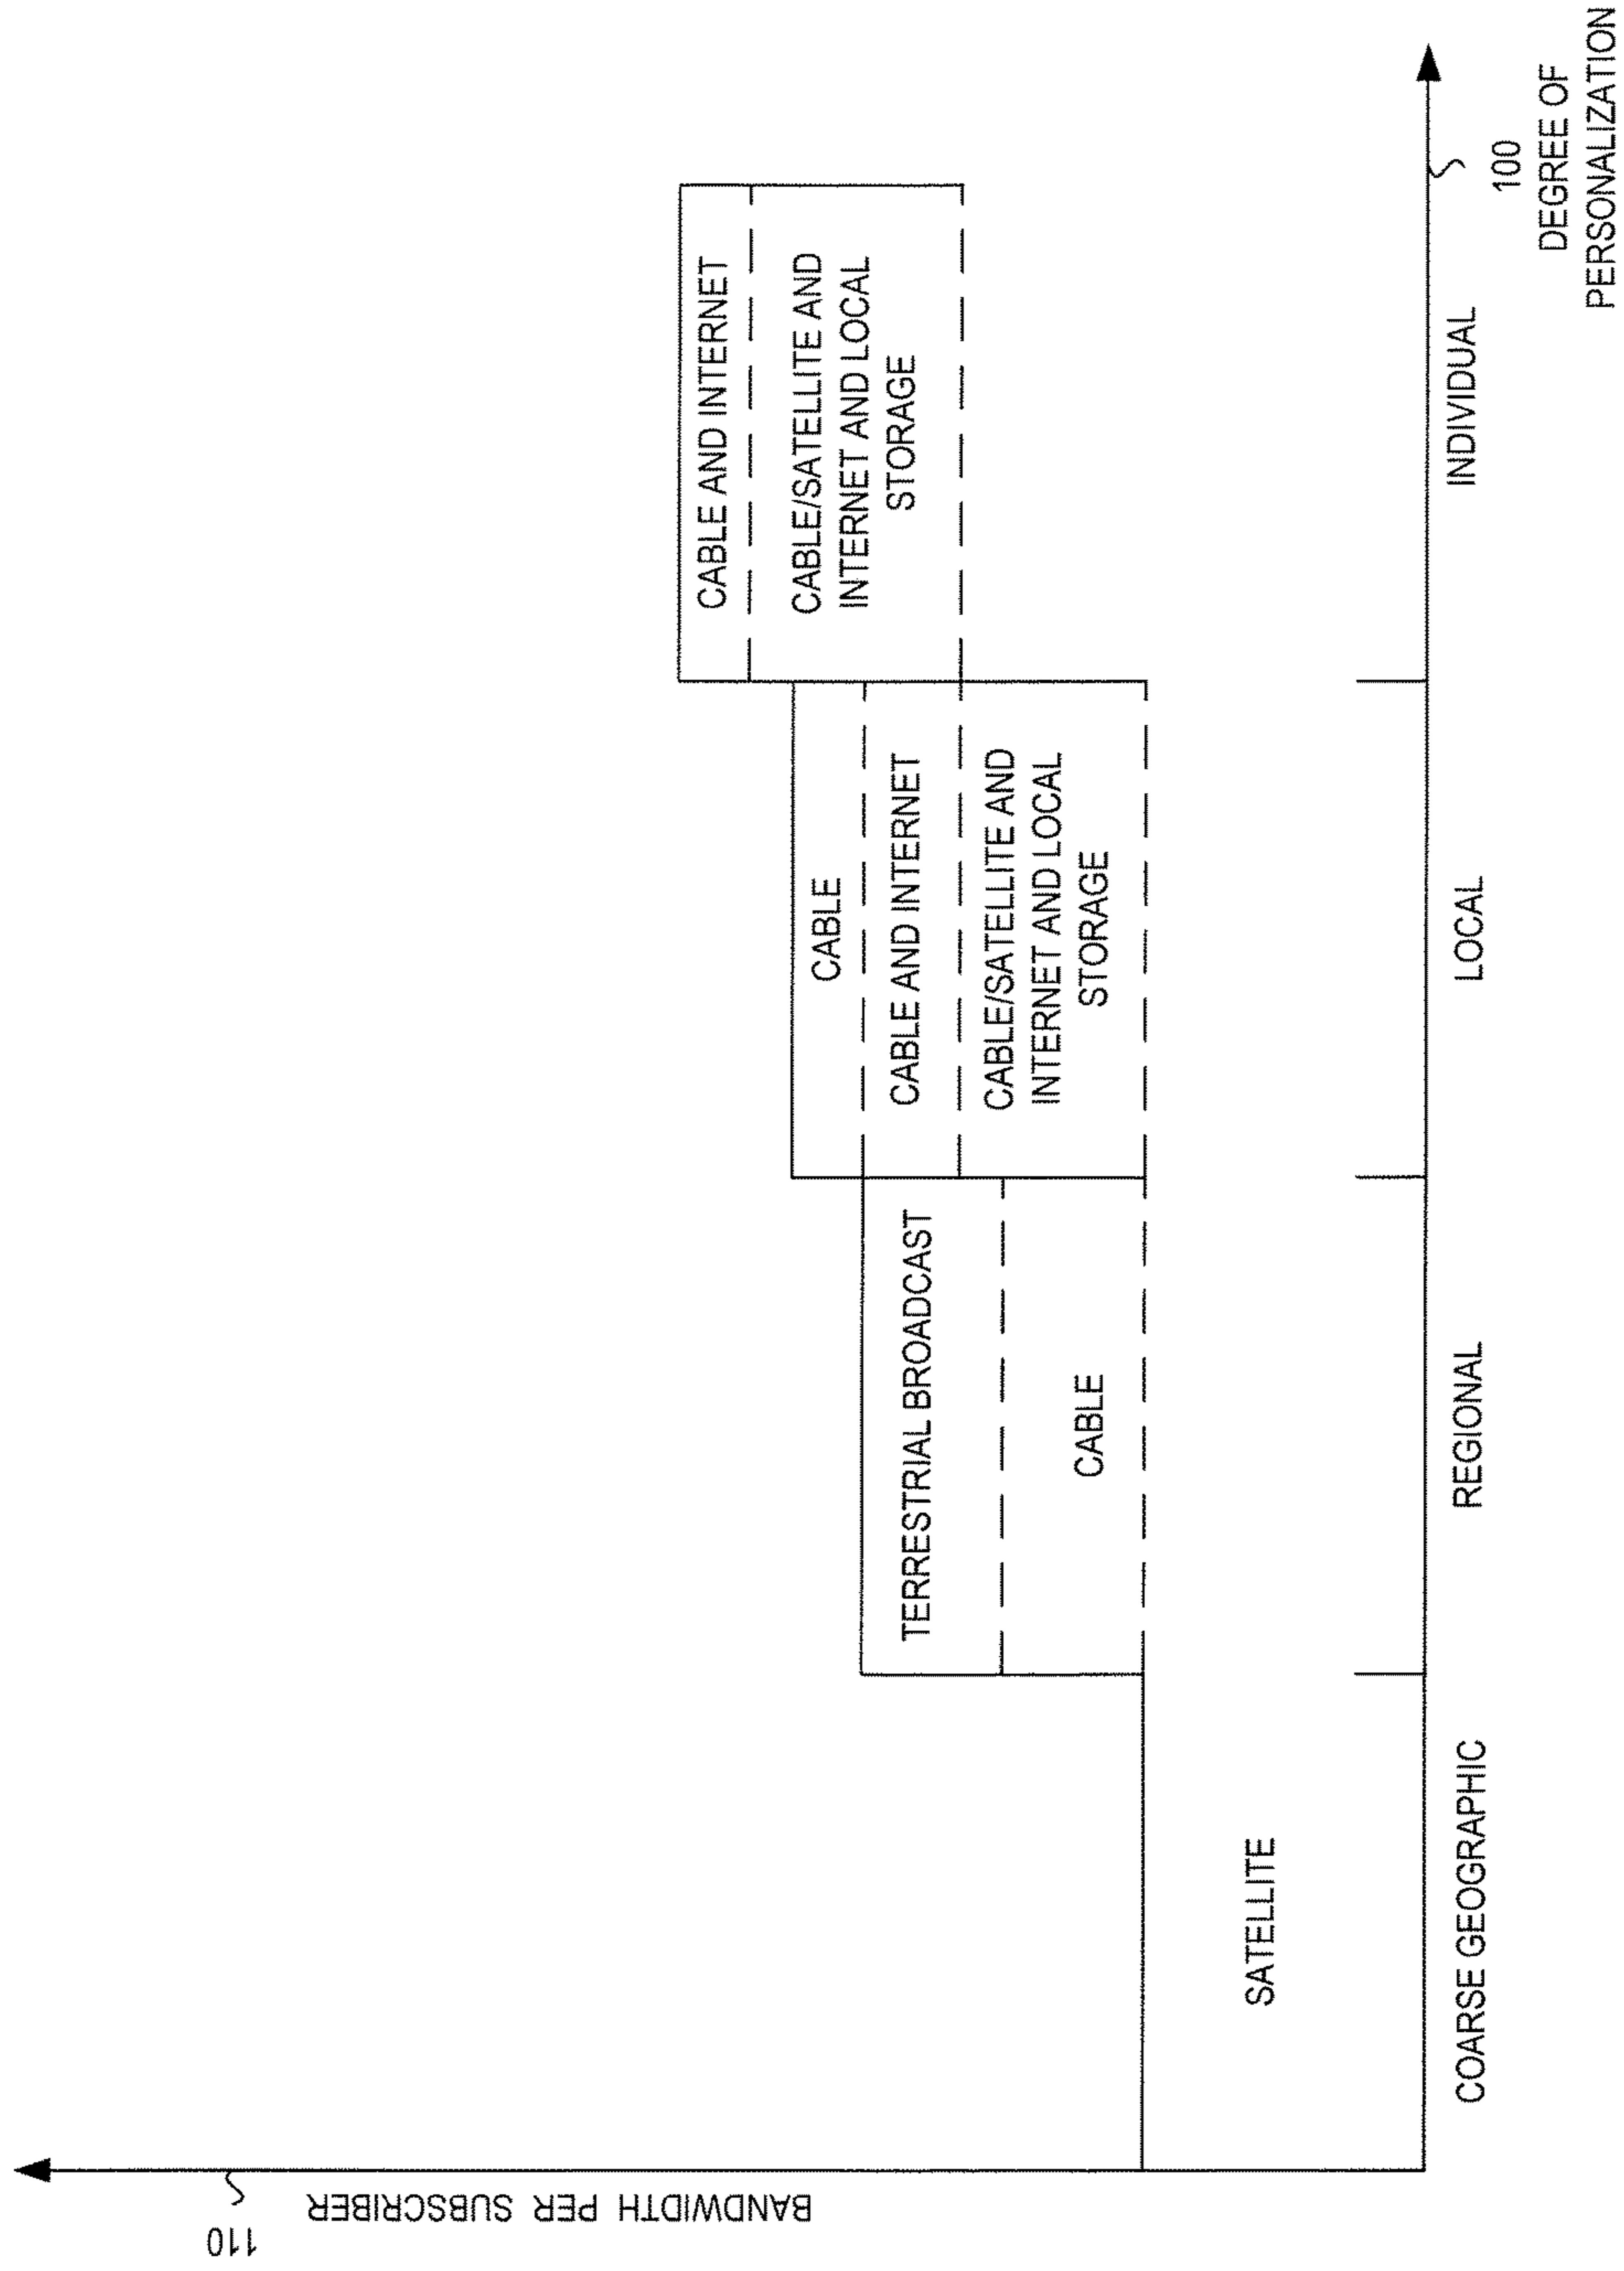 110
BANDWIDTH PER SUBSCRIBER
CABLE AND INTERNET
CABLE/SATELLITE AND
INTERNET AND LOCAL
STORAGE
CABLE
CABLE AND INTERNET
CABLE/SATELLITE AND
INTERNET AND LOCAL
STORAGE
TERRESTRIAL BROADCAST
CABLE
SATELLITE
COARSE GEOGRAPHIC
REGIONAL
LOCAL
INDIVIDUAL
100
DEGREE OF
PERSONALIZATION